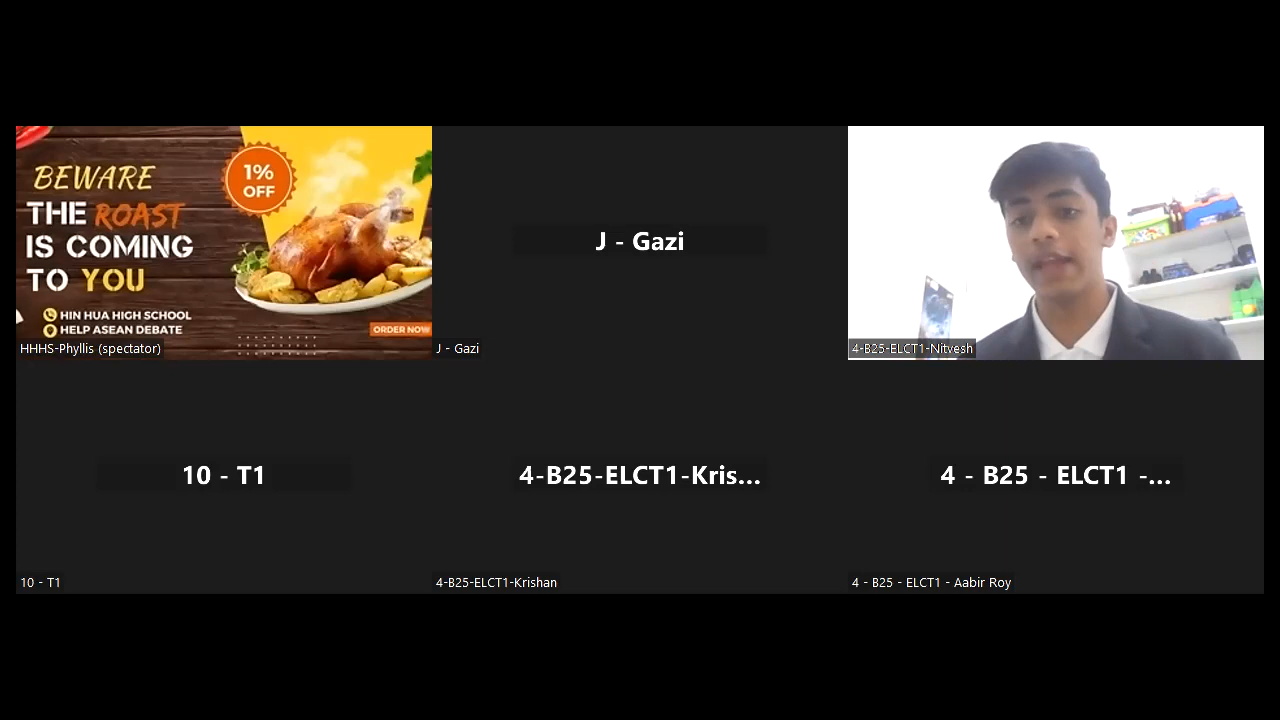 BEWARE
THE ROAST
IS COMING
TO YOU
1%
OFF
HIN HUA HIGH SCHOOL
HELP ASEAN DEBATE
ORDER NOW
HHHS-Phyllis (spectator)
J - Gazi
J - Gazi
4-B25-ELCT1-Nitvesh
10 - T1
10 - T1
4-B25-ELCT1-Kris...
4-B25-ELCT1-Krishan
4 - B25 - ELCT1 -...
4 - B25 - ELCT1 - Aabir Roy